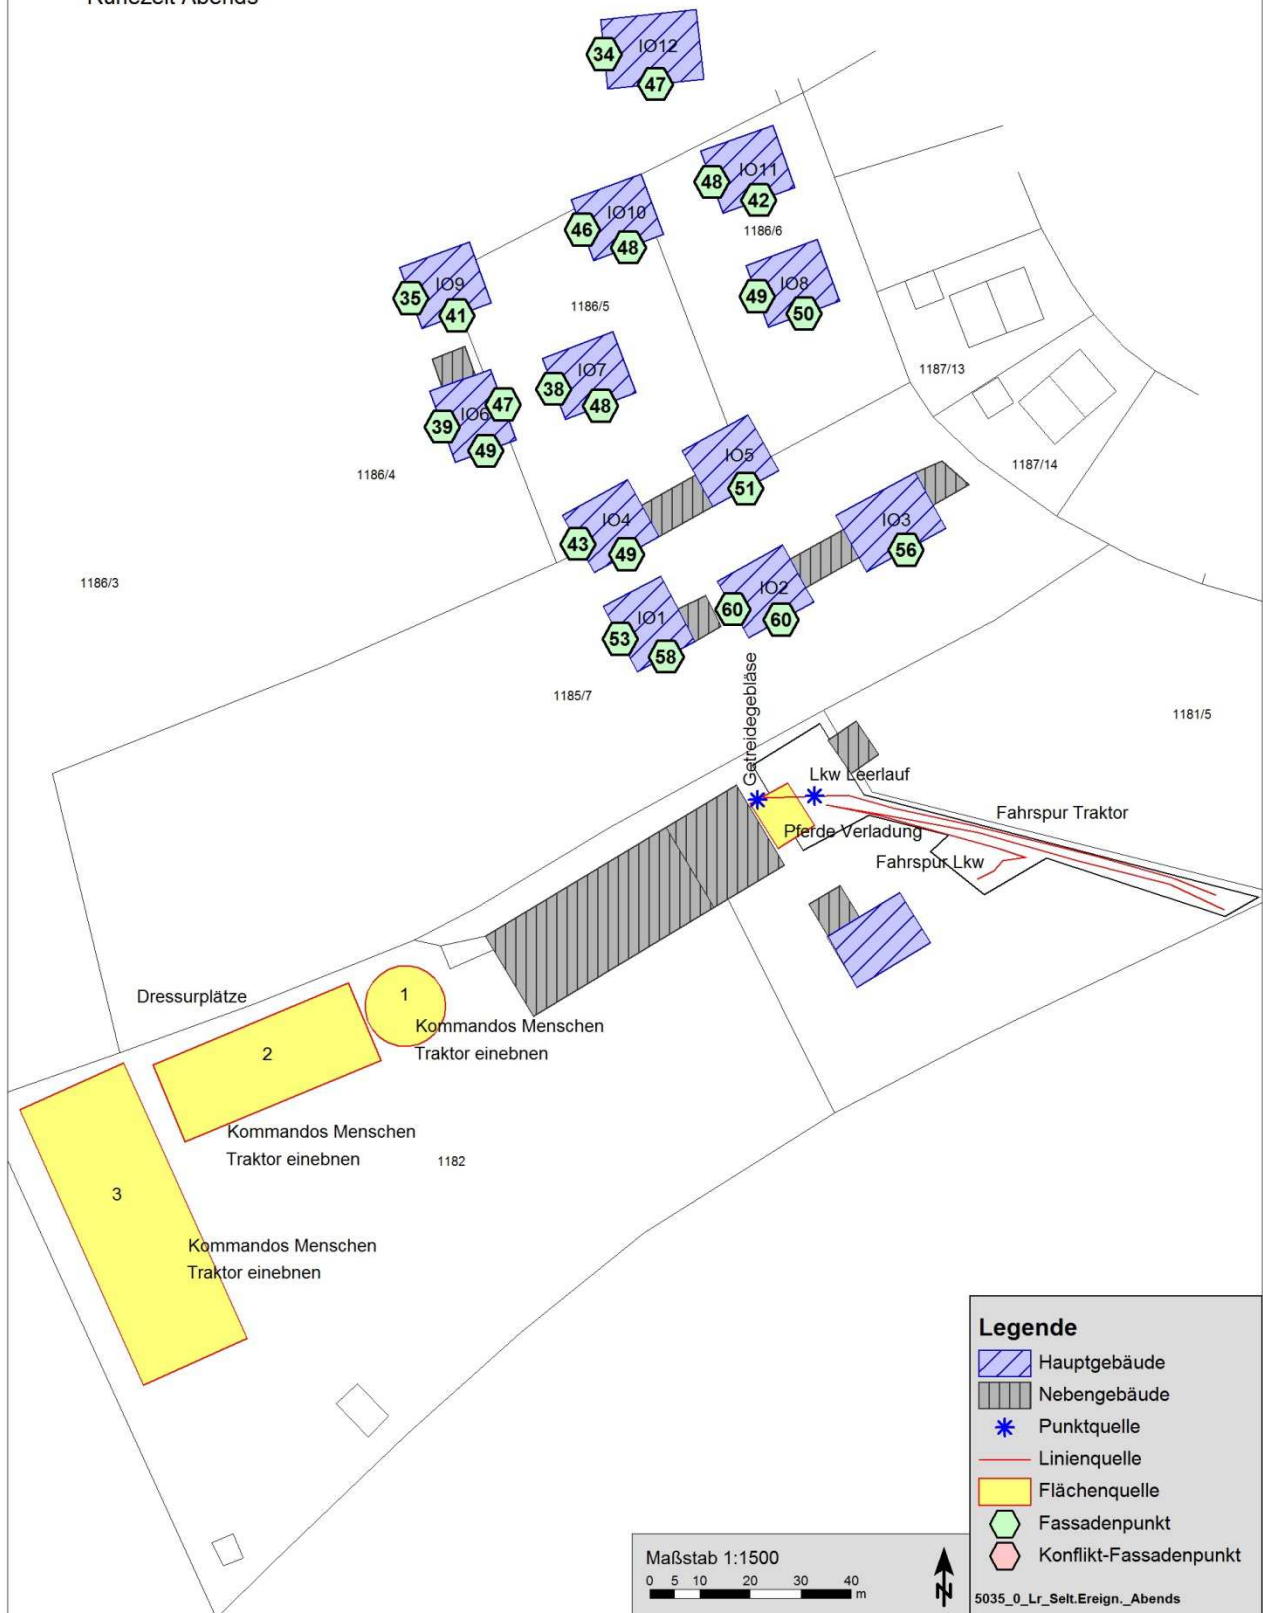 Ruhezeit Abends
IO12
34
47
IO11
48
42
1186/6
IO10
46
48
IO9
35
41
1186/5
IO8
49
50
IO7
38
48
1187/13
IO6
47
39
49
1186/4
IO5
51
1187/14
IO4
43
49
IO3
56
1186/3
IO2
60
60
IO1
53
58
1185/7
1181/5
Getreidegebläse
Lkw Leerlauf
Fahrspur Traktor
Pferde Verladung
Fahrspur Lkw
Dressurplätze
1
Kommandos Menschen
Traktor einebnen
2
Kommandos Menschen
Traktor einebnen
1182
3
Kommandos Menschen
Traktor einebnen
Legende
Hauptgebäude
Nebengebäude
Punktquelle
Linienquelle
Flächenquelle
Fassadenpunkt
Konflikt-Fassadenpunkt
5035_0_Lr_Selt.Ereign._Abends
Maßstab 1:1500
0 5 10 20 30 40
m
N